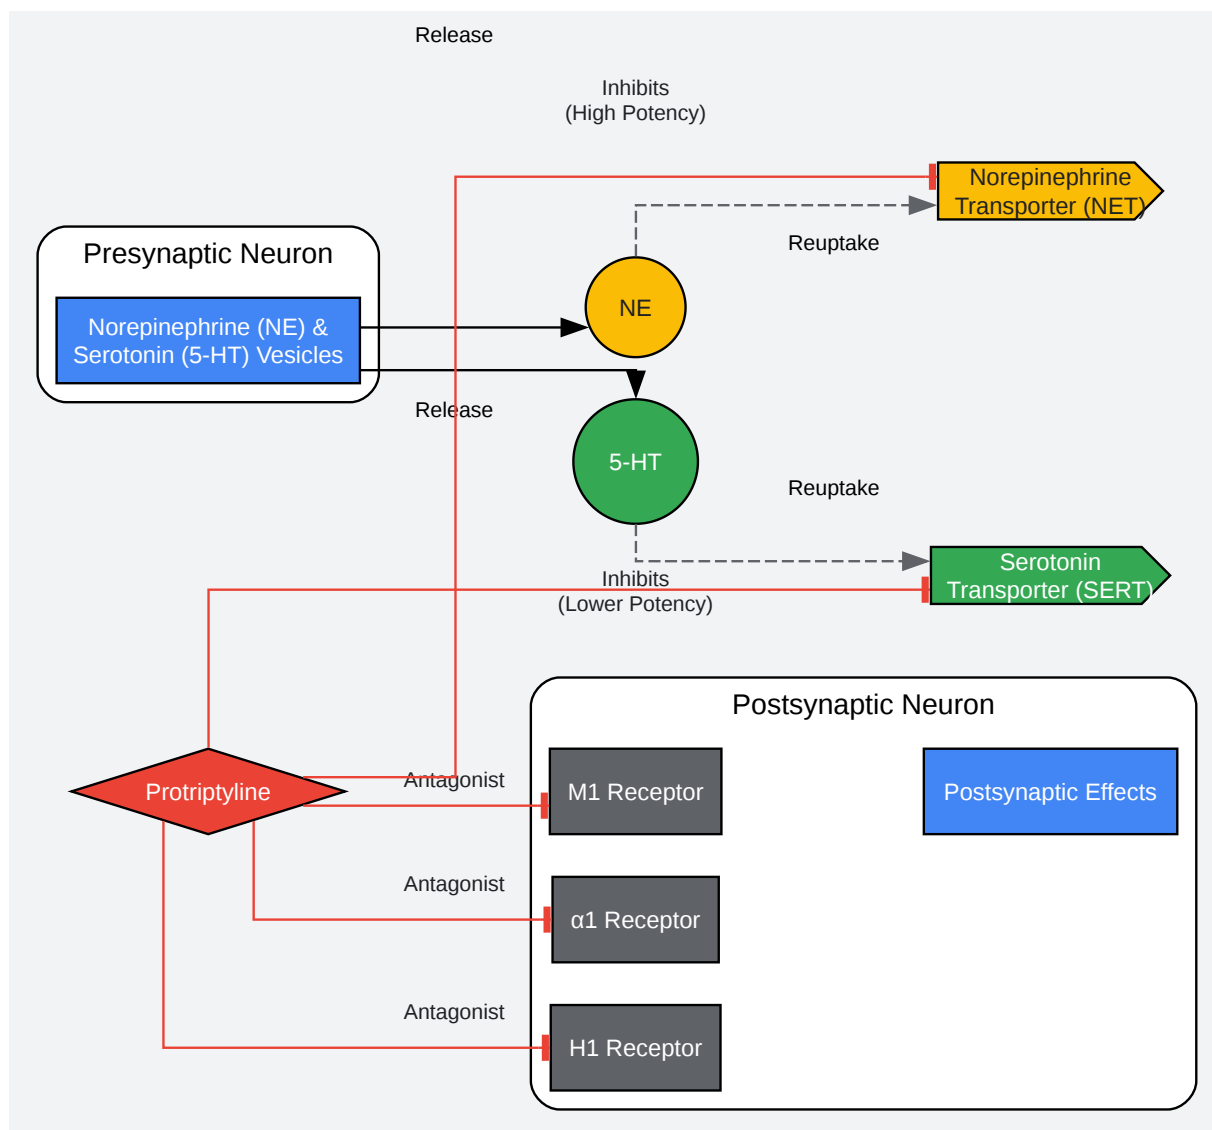 Release
Inhibits
(High Potency)
Norepinephrine
Transporter (NET)
Reuptake
Presynaptic Neuron
Norepinephrine (NE) &
Serotonin (5-HT) Vesicles
NE
Release
5-HT
Reuptake
Serotonin
Transporter (SERT)
Inhibits
(Lower Potency)
Postsynaptic Neuron
Protriptyline
Antagonist
M1 Receptor
Postsynaptic Effects
Antagonist
α1 Receptor
Antagonist
H1 Receptor